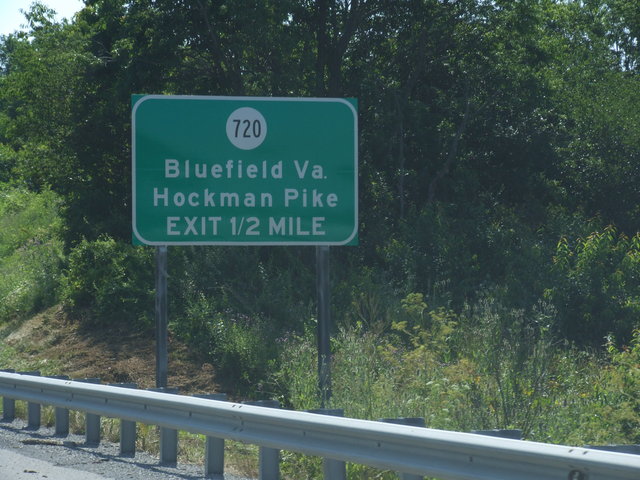 720
Bluefield Va.
Hockman Pike
EXIT 1/2 MILE